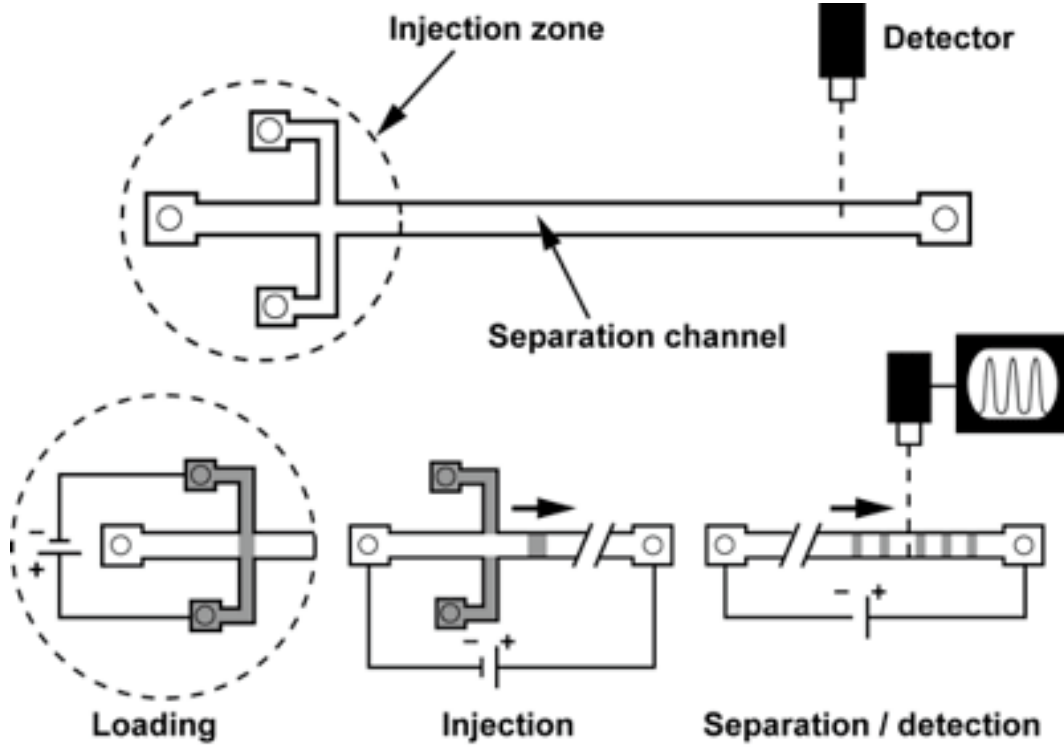 Injection zone
Detector
Separation channel
–
+
– +
– +
Loading
Injection
Separation / detection